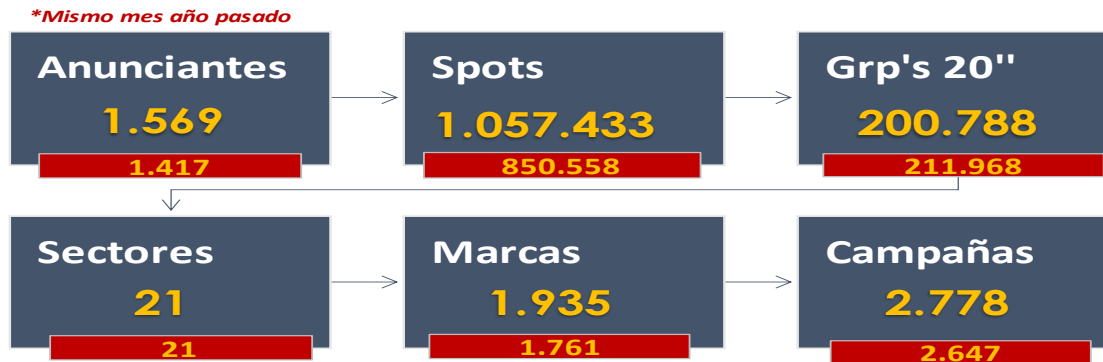 *Mismo mes año pasado
Anunciantes
1.569
1.417
Spots
1.057.433
850.558
Grp's 20''
200.788
211.968
Sectores
21
21
Marcas
1.935
1.761
Campañas
2.778
2.647